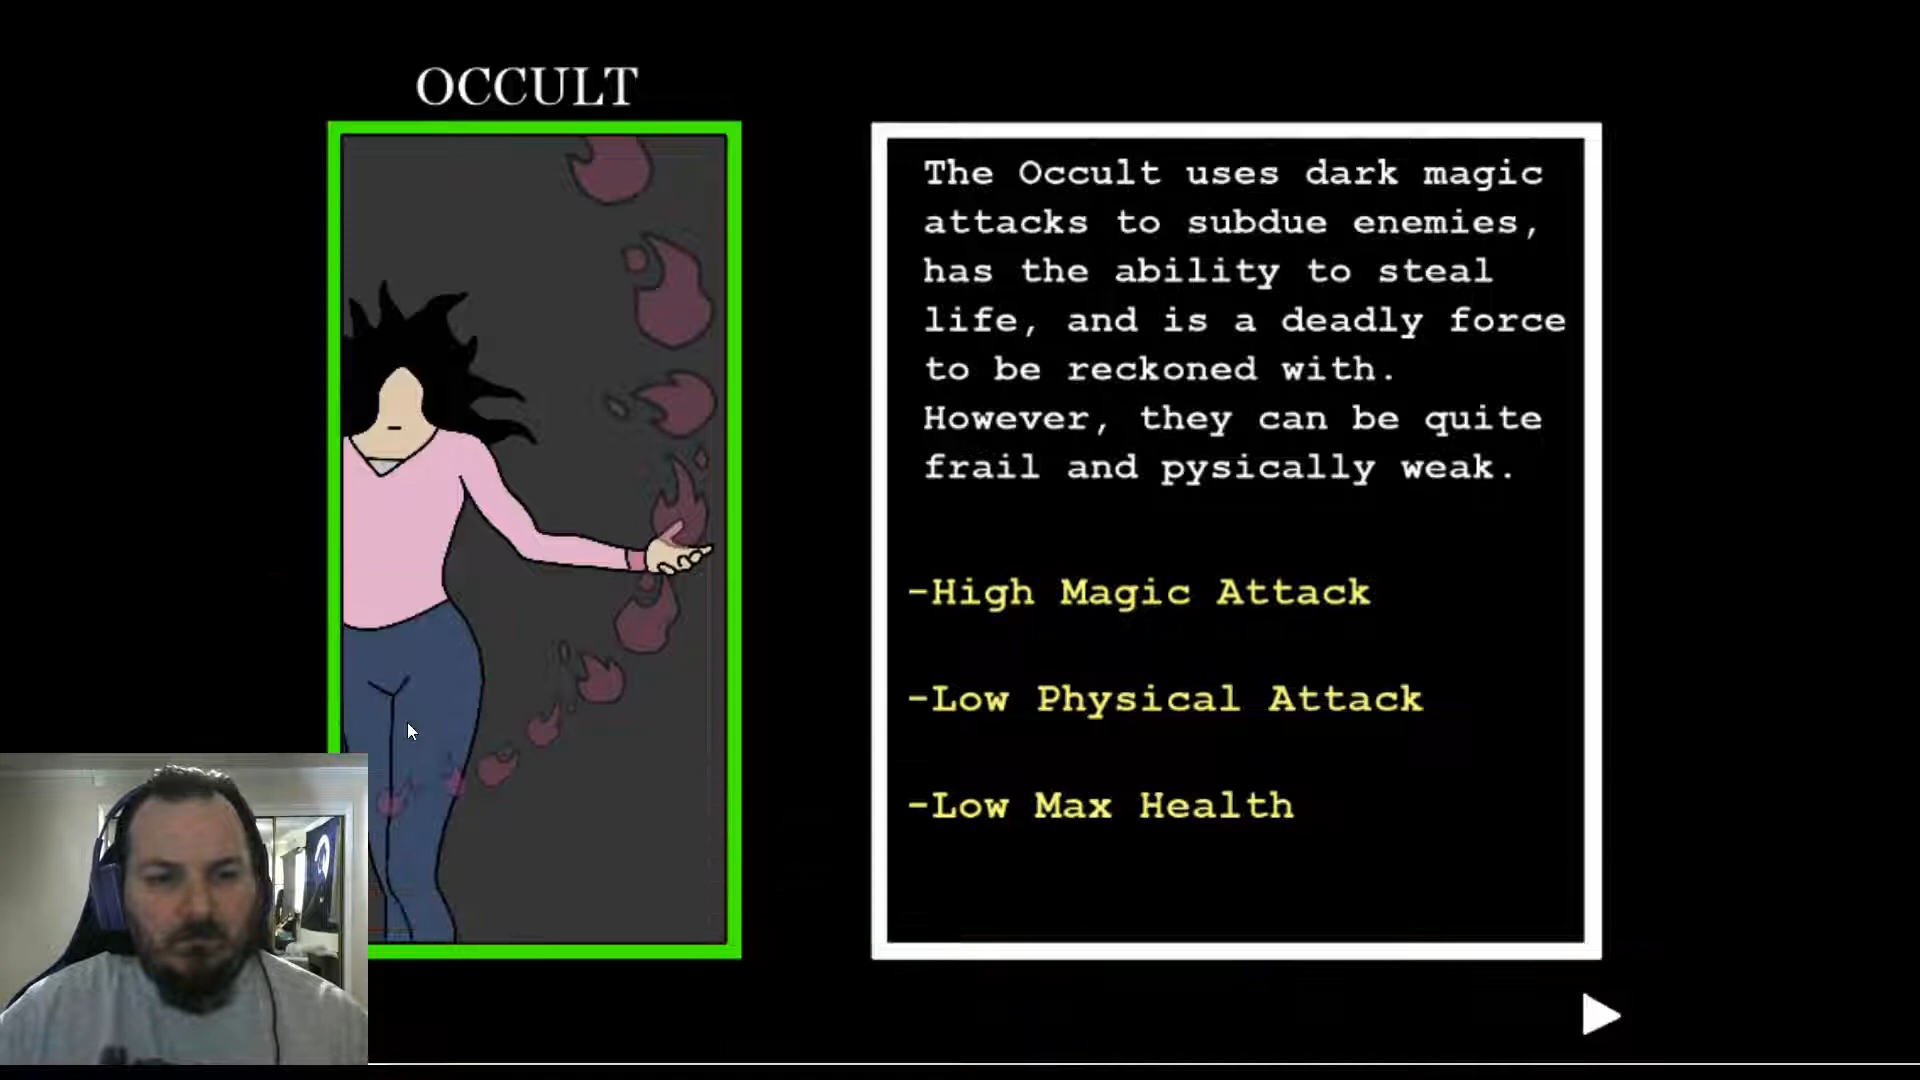 OCCULT
The Occult uses dark magic
attacks to subdue enemies,
has the ability to steal
life, and is a deadly force
to be reckoned with.
However, they can be quite
frail and pysically weak.
-High Magic Attack
-Low Physical Attack
-Low Max Health